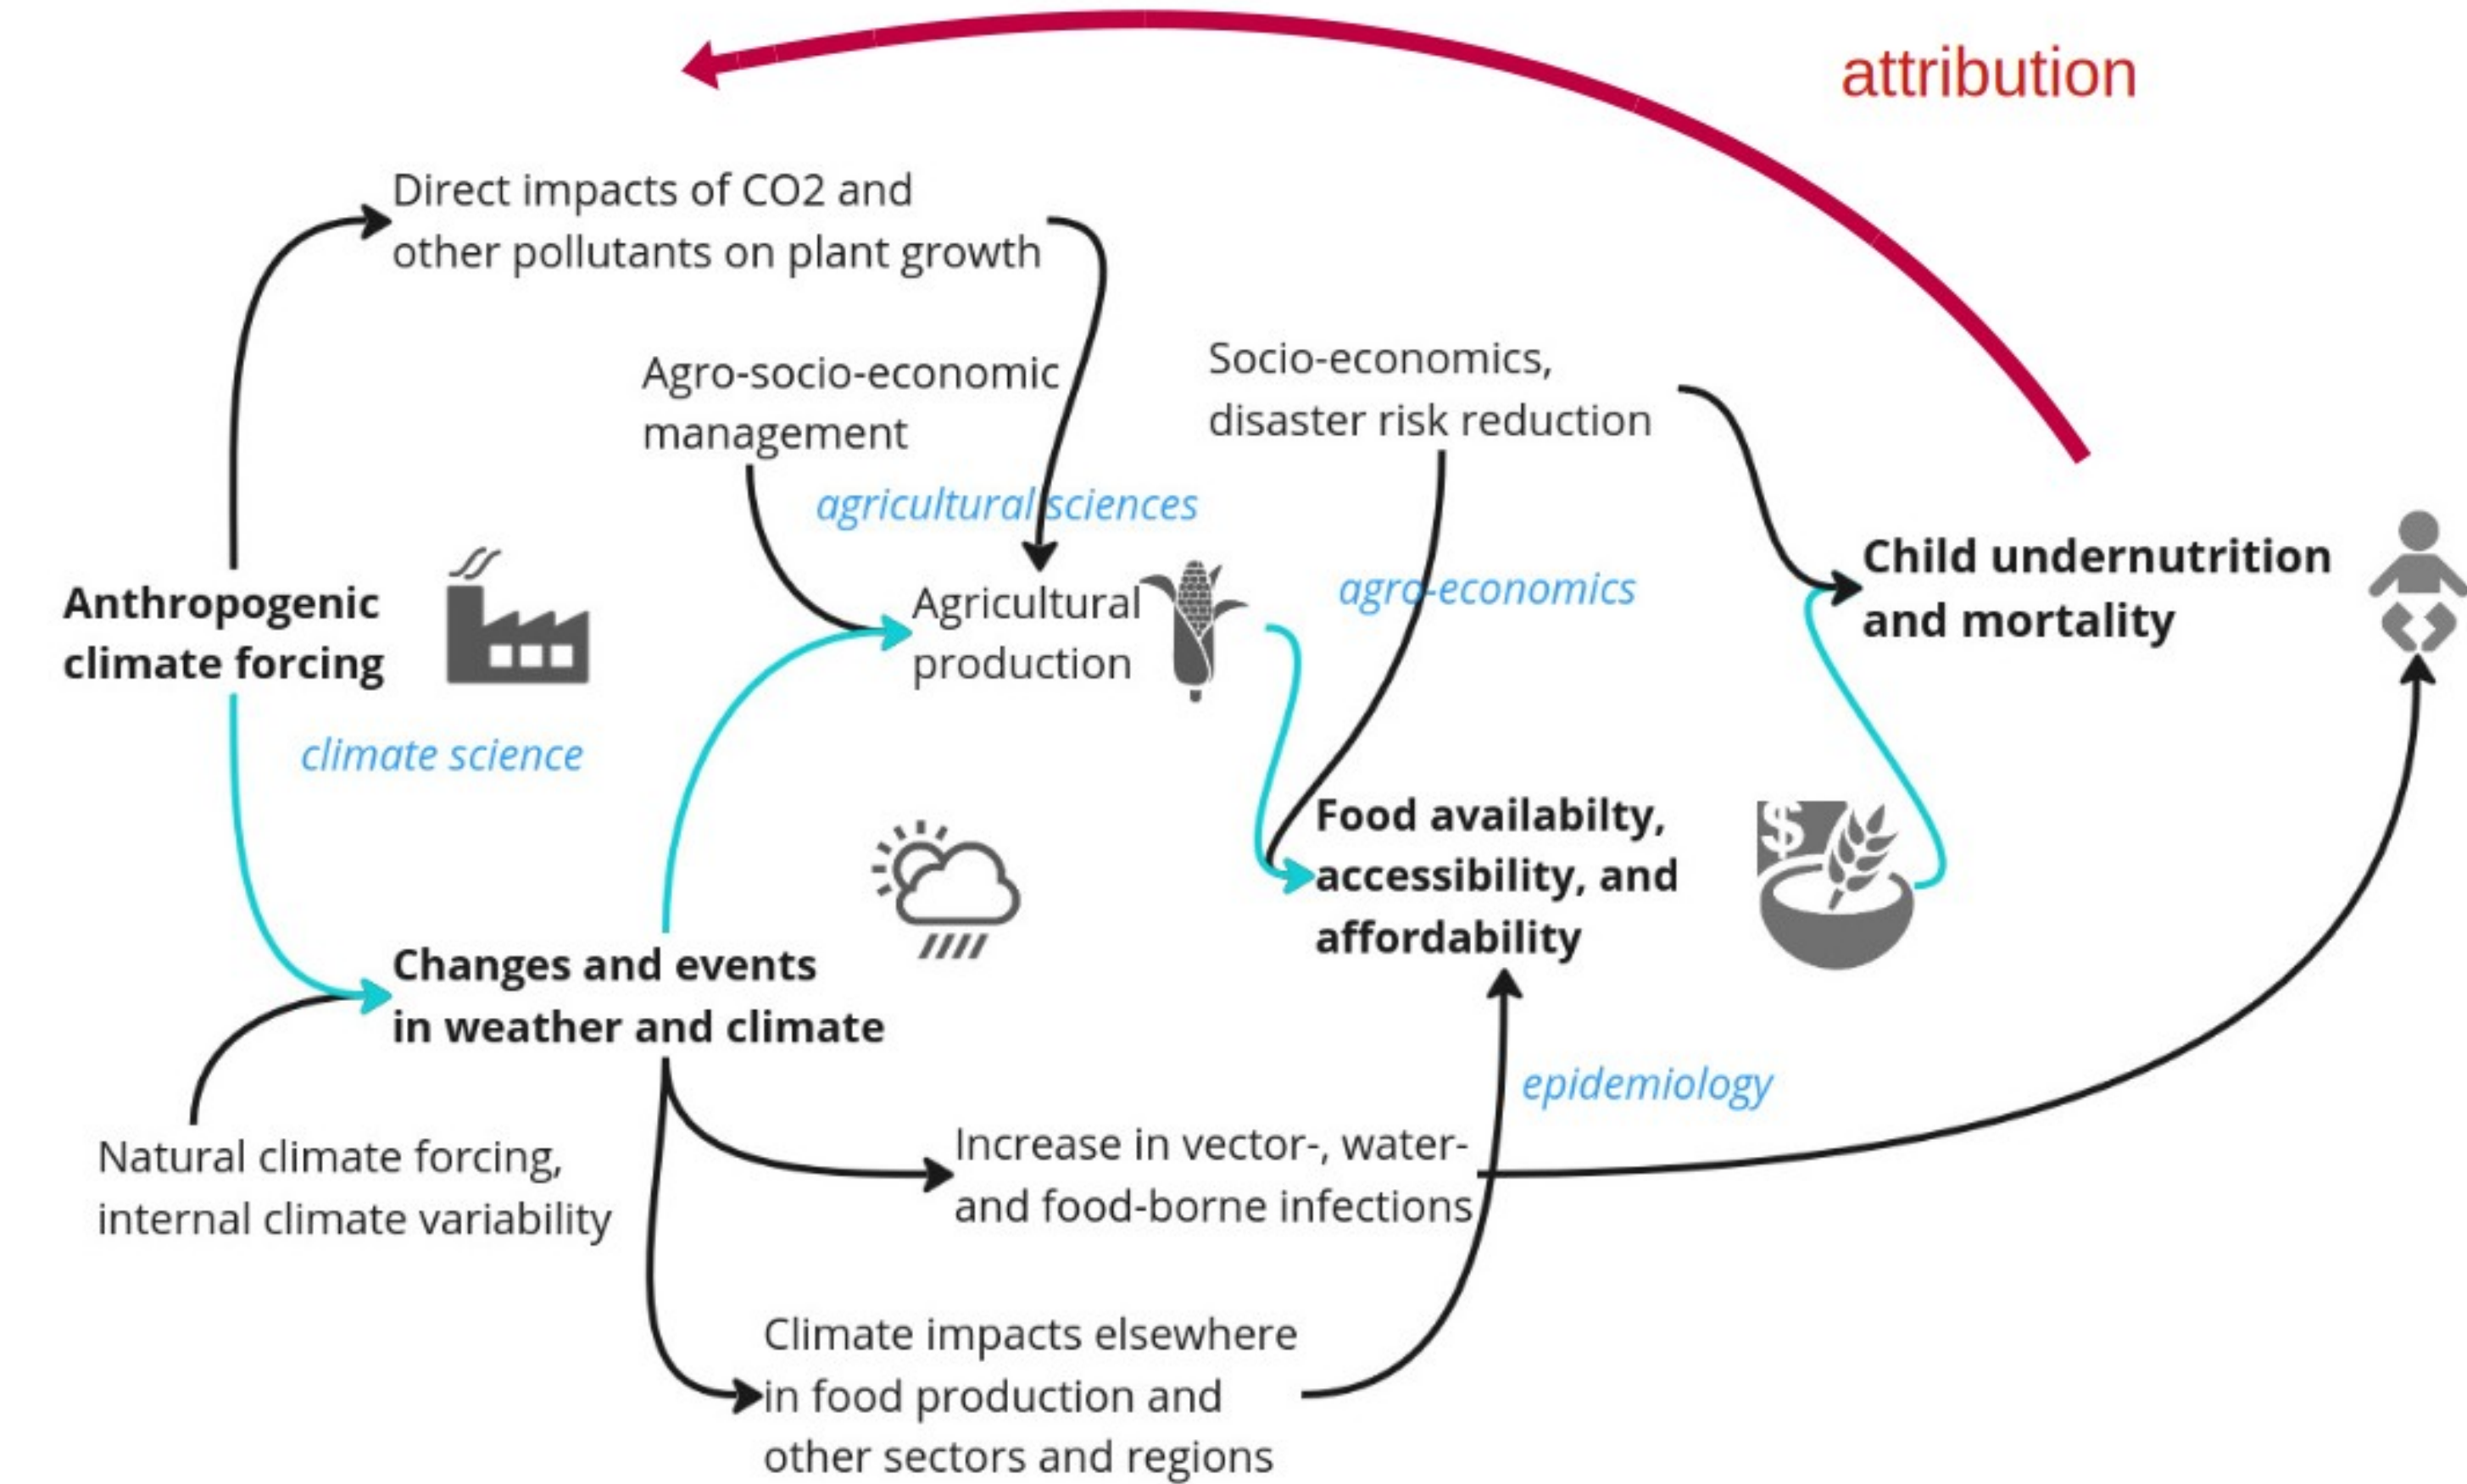 attribution
Direct impacts of CO2 and
other pollutants on plant growth
Agro-socio-economic
management
Socio-economics,
disaster risk reduction
agricultural sciences
agro-economics
Anthropogenic
climate forcing
Agricultural
production
Child undernutrition
and mortality
climate science
Food availabilty,
accessibility, and
affordability
$
Changes and events
in weather and climate
epidemiology
Natural climate forcing,
internal climate variability
Increase in vector-, water-
and food-borne infections
Climate impacts elsewhere
in food production and
other sectors and regions